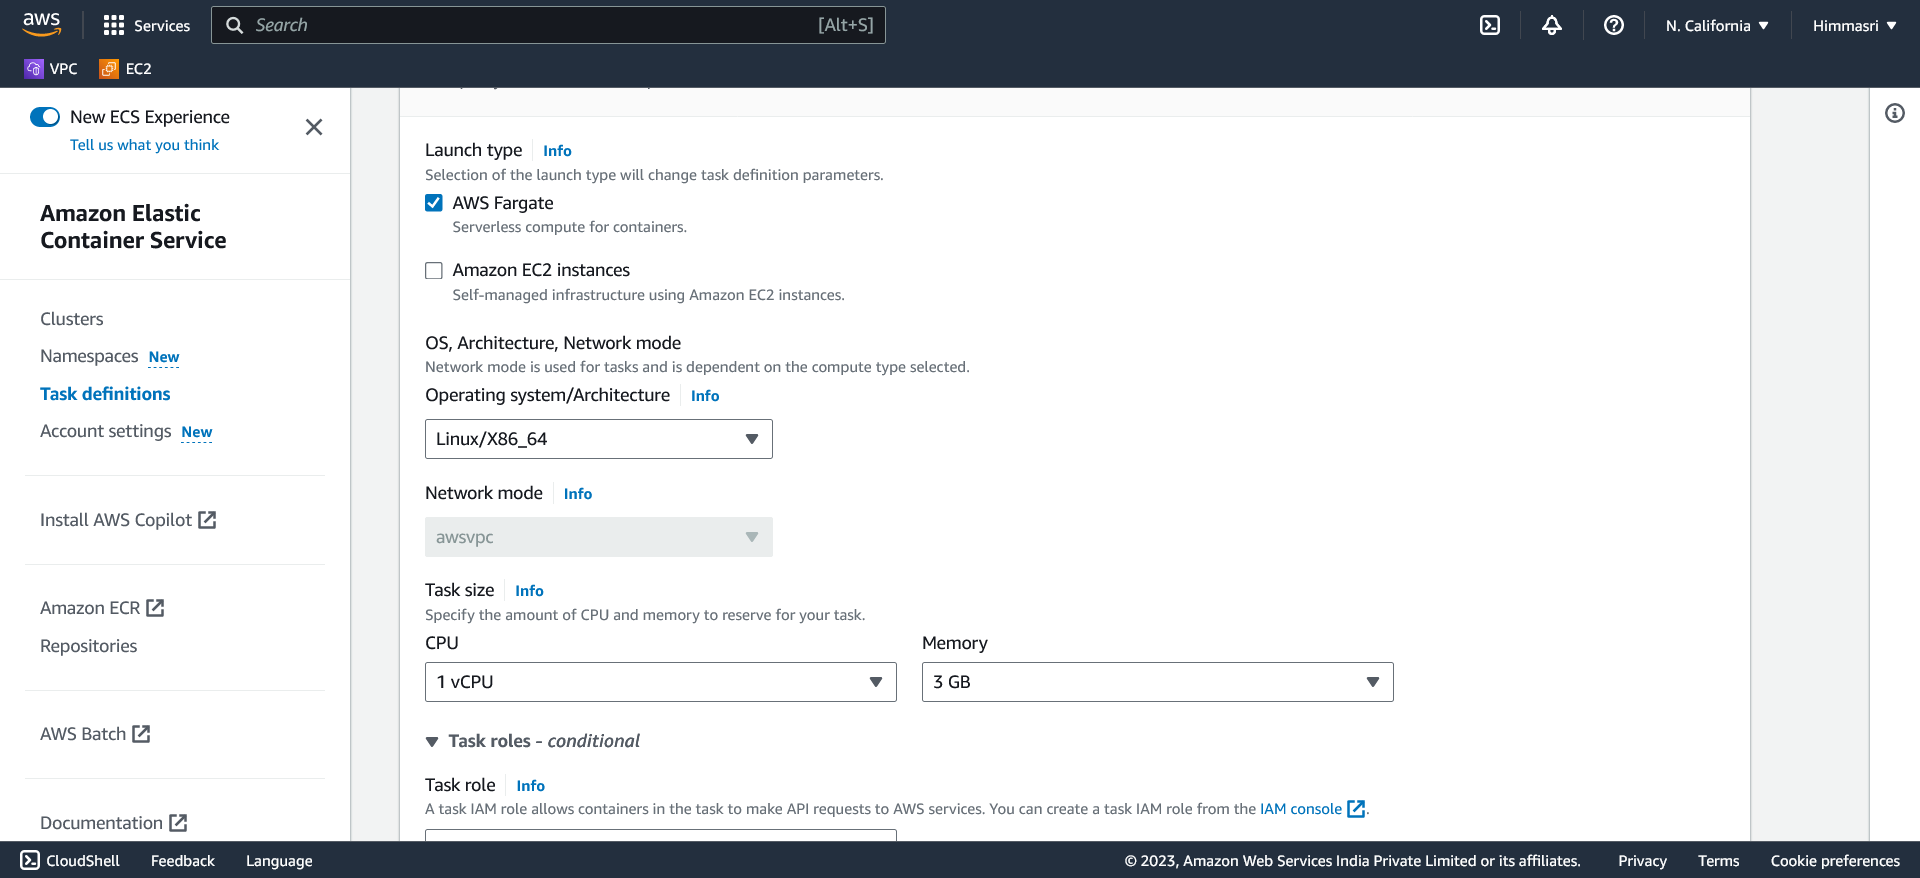 aws
Services
Search
[Alt+S]
N. California
Himmasri
VPC
EC2
New ECS Experience
Tell us what you think
Amazon Elastic
Container Service
Clusters
Namespaces New
Task definitions
Account settings New
Install AWS Copilot
Amazon ECR
Repositories
AWS Batch
Documentation
Launch type Info
Selection of the launch type will change task definition parameters.
AWS Fargate
Serverless compute for containers.
Amazon EC2 instances
Self-managed infrastructure using Amazon EC2 instances.
OS, Architecture, Network mode
Network mode is used for tasks and is dependent on the compute type selected.
Operating system/Architecture Info
Linux/X86_64
Network mode Info
awsvpc
Task size Info
Specify the amount of CPU and memory to reserve for your task.
CPU Memory
1 vCPU 3 GB
Task roles - conditional
Task role Info
A task IAM role allows containers in the task to make API requests to AWS services. You can create a task IAM role from the IAM console.
CloudShell Feedback Language
© 2023, Amazon Web Services India Private Limited or its affiliates. Privacy Terms Cookie preferences